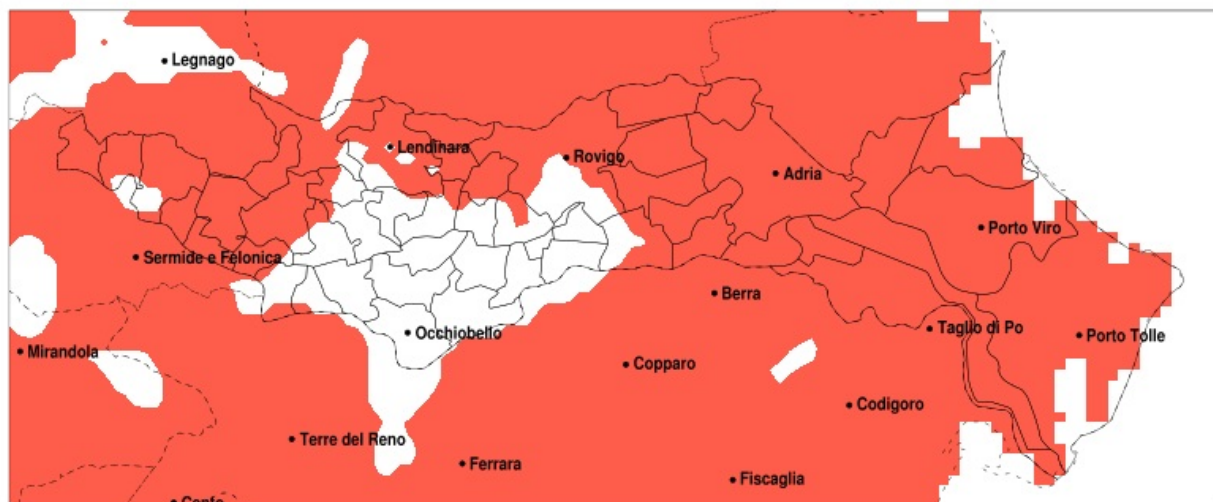 Legnago
Lendinara
Rovigo
Adria
Porto Viro
Sermide e Felonica
Berra
Taglio di Po
Porto Tolle
Occhiobello
Mirandola
Copparo
Codigoro
Terre del Reno
Ferrara
Fiscaglia